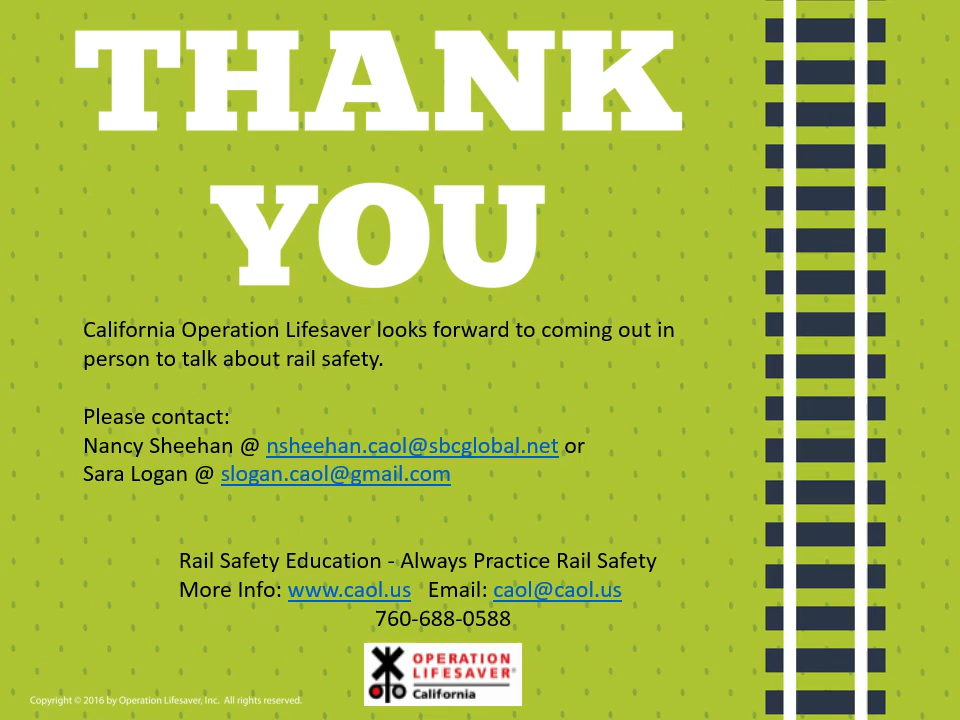 THANK
YOU
California Operation Lifesaver looks forward to coming out in
person to talk about rail safety.
Please contact:
Nancy Sheehan @ nsheehan.caol@sbcglobal.net or
Sara Logan @ slogan.caol@gmail.com
Rail Safety Education - Always Practice Rail Safety
More Info: www.caol.us   Email: caol@caol.us
760-688-0588
OPERATION
LIFESAVER®
California
Copyright © 2016 by Operation Lifesaver, Inc.  All rights reserved.